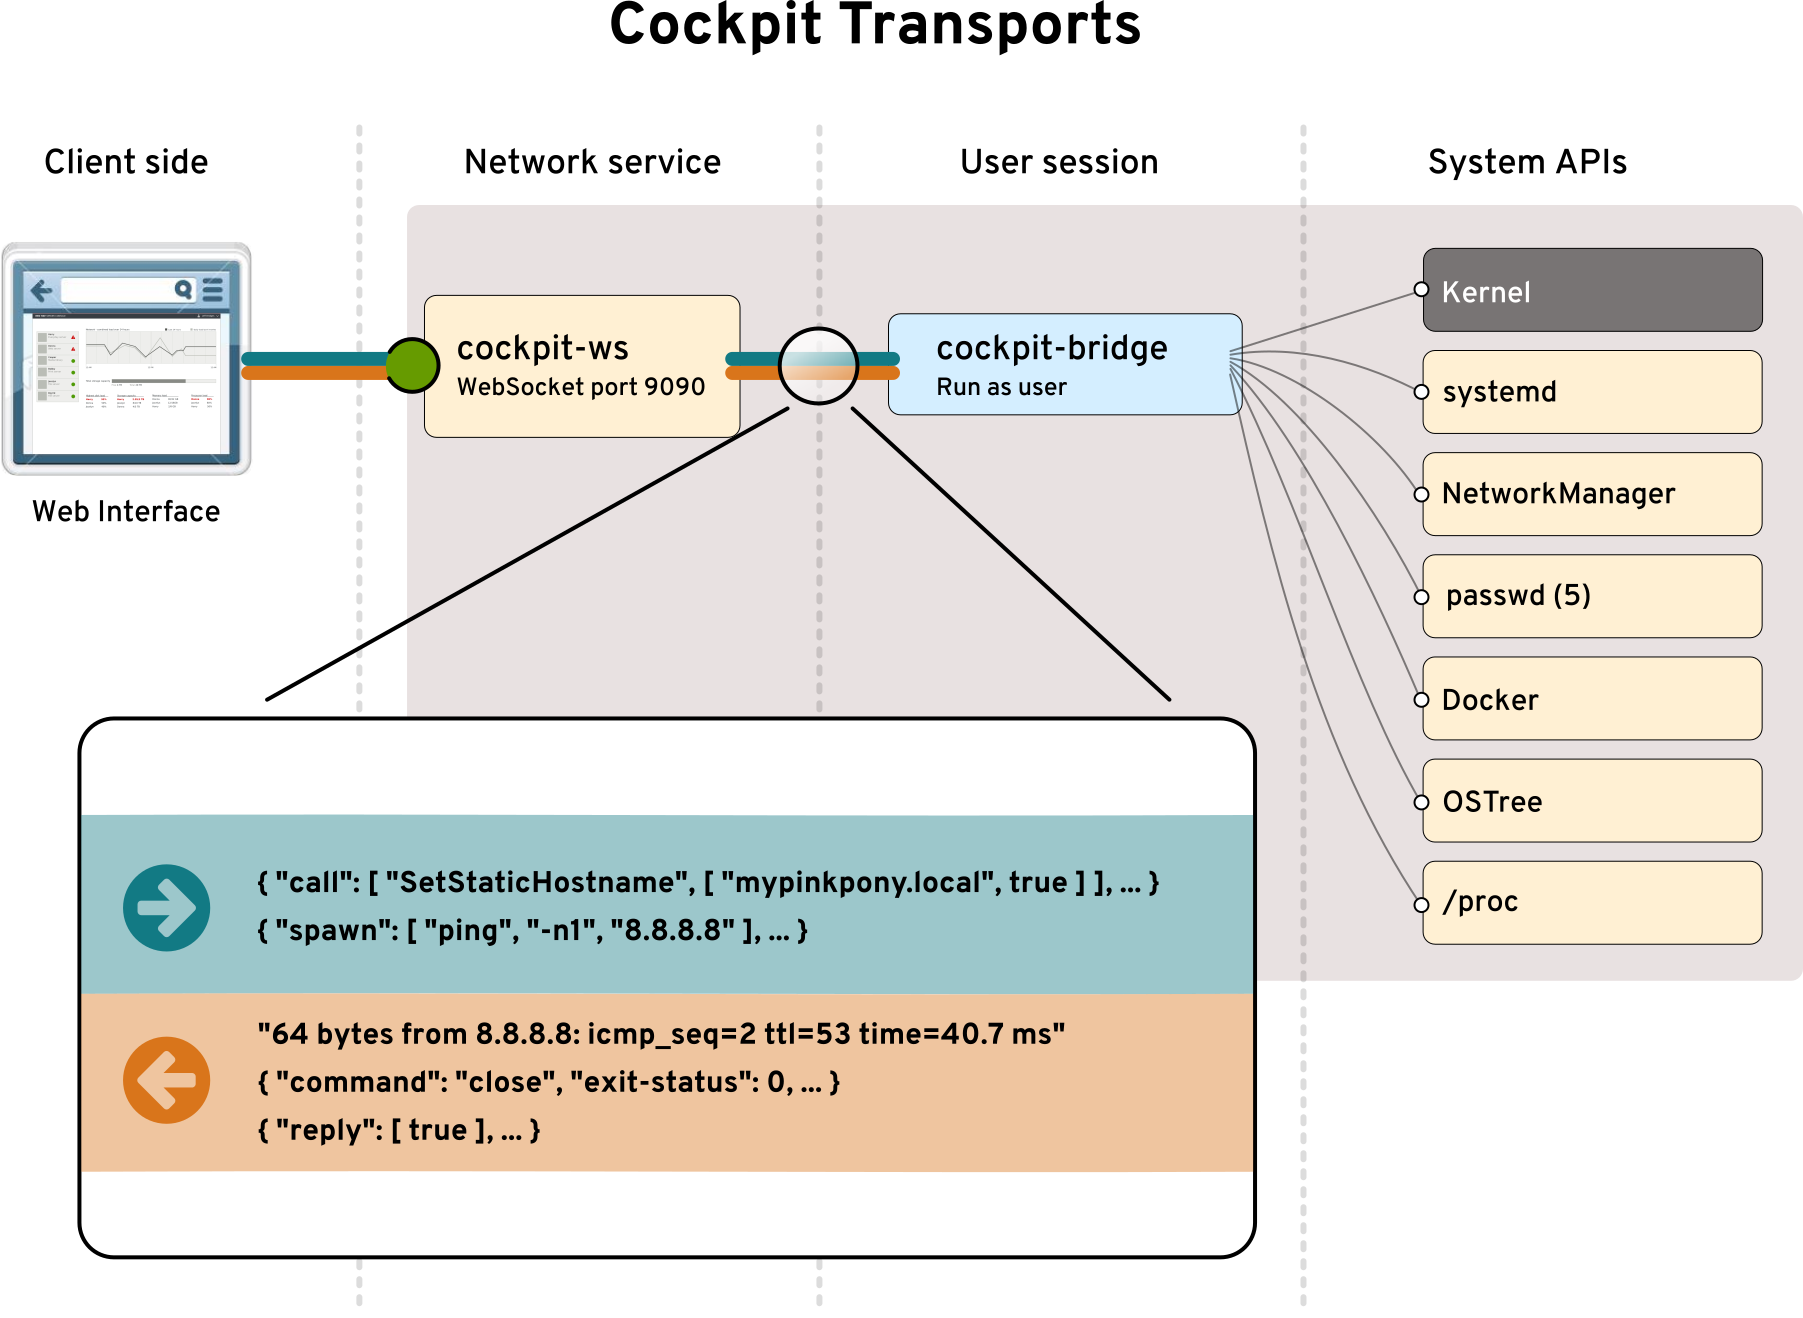 Cockpit Transports
Client side
Network service
User session
System APIs
Web Interface
cockpit-ws
WebSocket port 9090
cockpit-bridge
Run as user
Kernel
systemd
NetworkManager
passwd (5)
Docker
OSTree
/proc
{ "call": [ "SetStaticHostname", [ "mypinkpony.local", true ] ], ... }
{ "spawn": [ "ping", "-n1", "8.8.8.8" ], ... }
"64 bytes from 8.8.8.8: icmp_seq=2 ttl=53 time=40.7 ms"
{ "command": "close", "exit-status": 0, ... }
{ "reply": [ true ], ... }